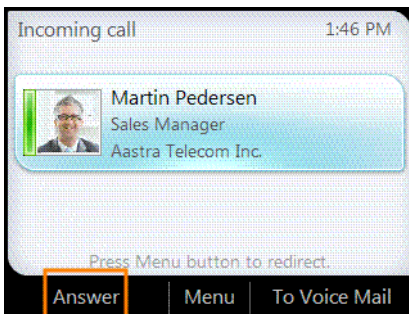 Incoming call 1:46 PM
Martin Pedersen
Sales Manager
Aastra Telecom Inc.
Press Menu button to redirect.
Answer Menu To Voice Mail